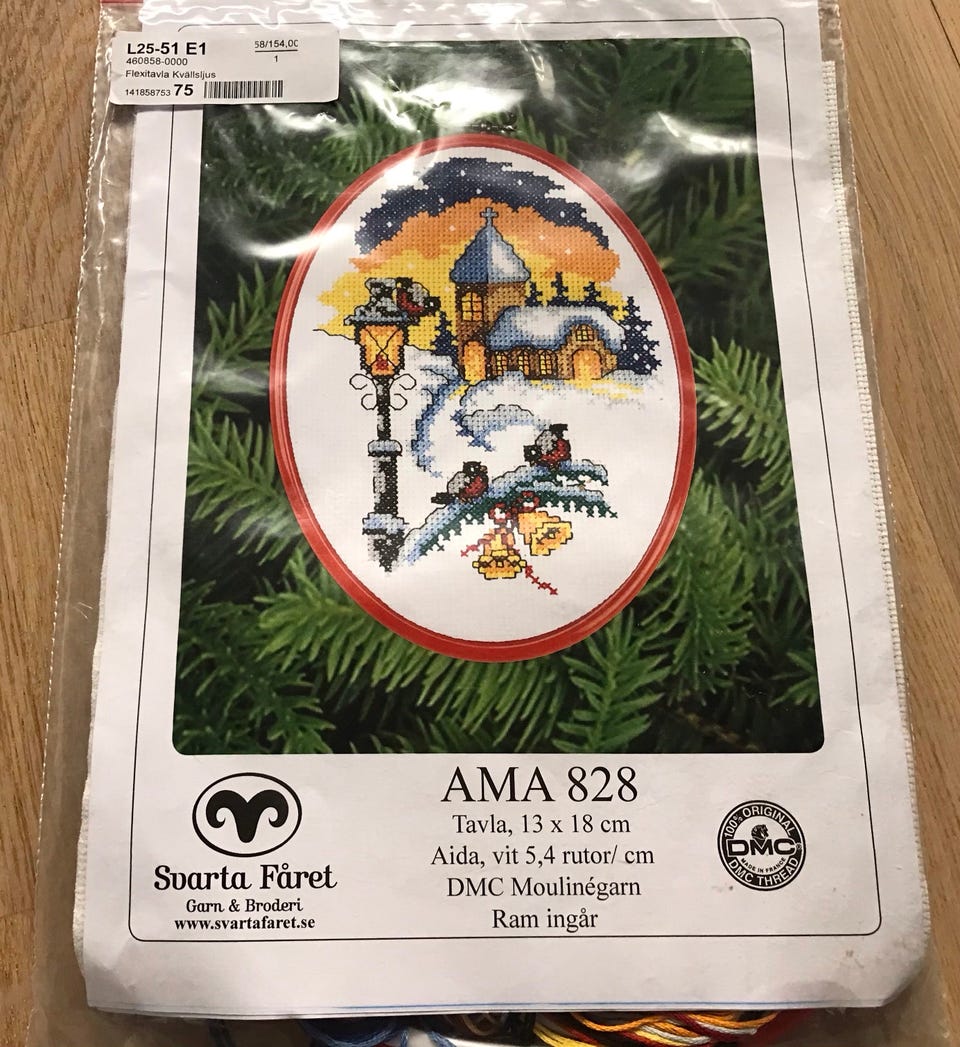 L25-51 E1
58/154,00
460858-0000
1
Flexitavla Kvällsljus
141858753 75
AMA 828
Tavla, 13 x 18 cm
Aida, vit 5,4 rutor/ cm
DMC Moulinégarn
Ram ingår
Svarta Fåret
Garn & Broderi
www.svartafaret.se
100% ORIGINAL
DMC
MADE IN FRANCE
DMC THREAD